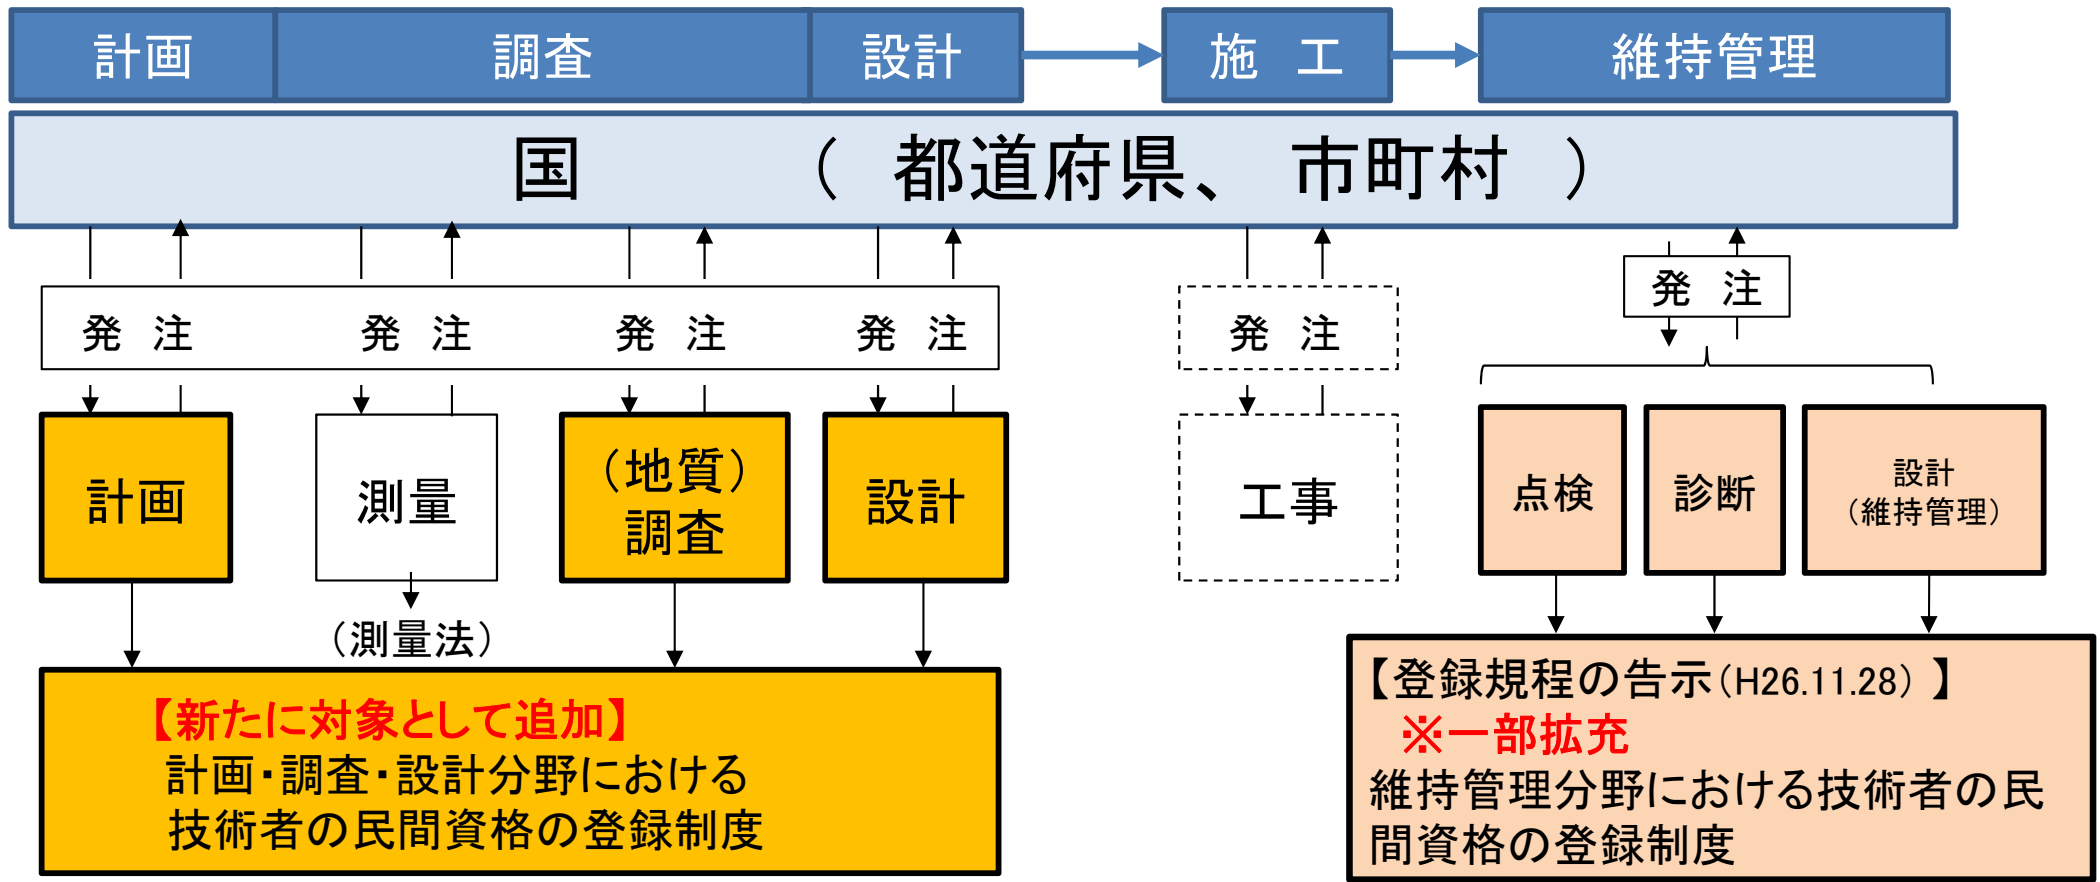 計画
調査
設計
施 工
維持管理
国 （ 都道府県、 市町村 ）
発 注
発 注
発 注
発 注
発 注
発 注
計画
測量
（地質）
調査
設計
工事
点検
診断
設計
（維持管理）
（測量法）
【新たに対象として追加】
計画・調査・設計分野における
技術者の民間資格の登録制度
【登録規程の告示（H26.11.28）】
※一部拡充
維持管理分野における技術者の民
間資格の登録制度